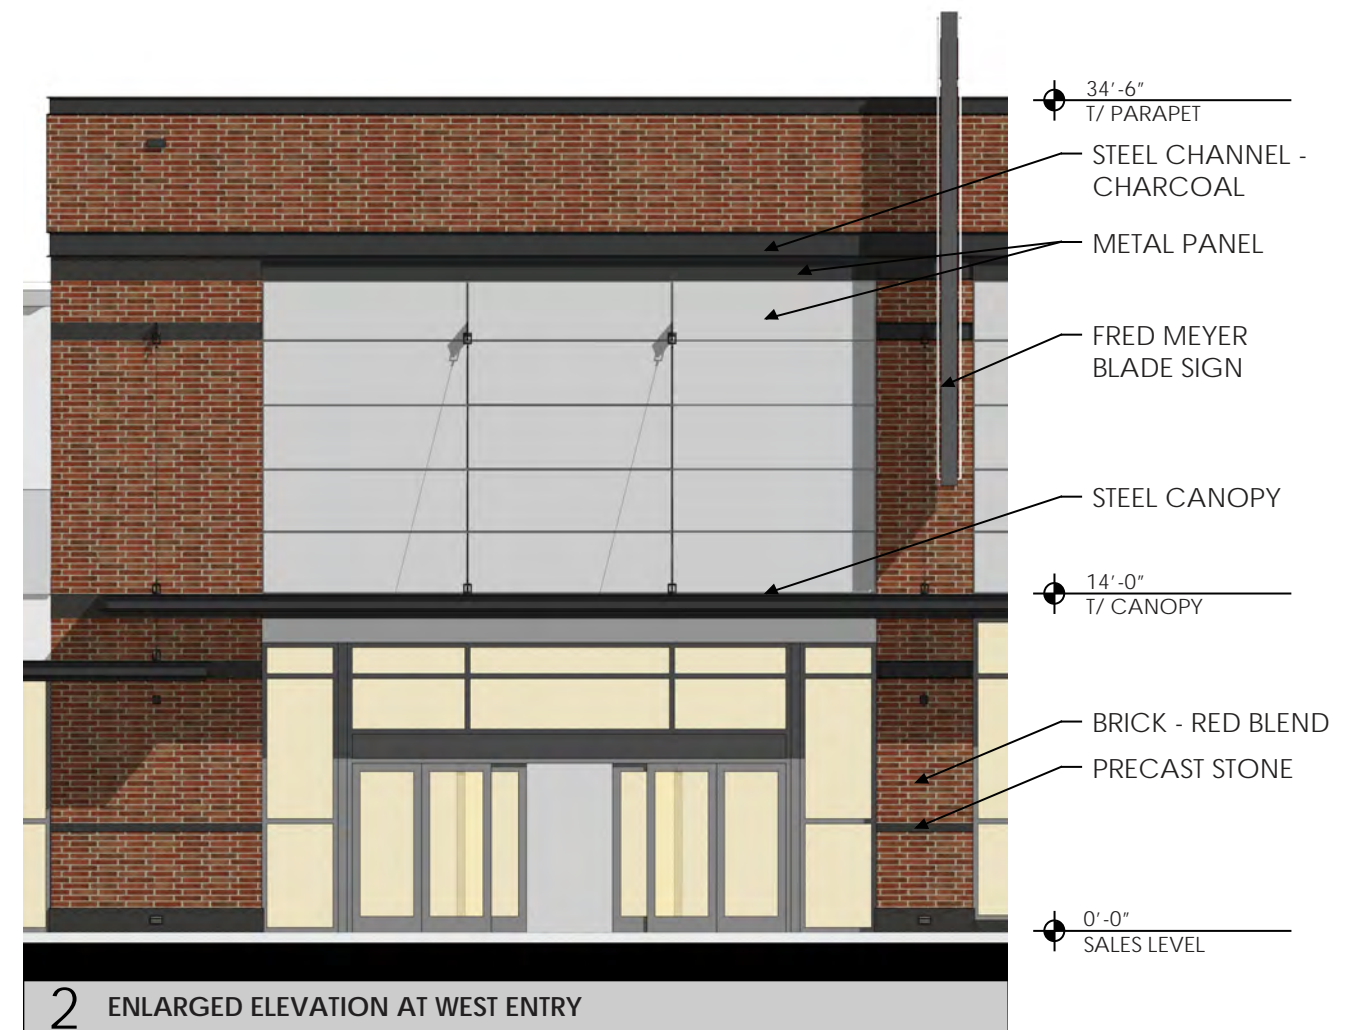 34'-6"
T/ PARAPET
STEEL CHANNEL -
CHARCOAL
METAL PANEL
FRED MEYER
BLADE SIGN
STEEL CANOPY
14'-0"
T/ CANOPY
BRICK - RED BLEND
PRECAST STONE
0'-0"
SALES LEVEL
2 ENLARGED ELEVATION AT WEST ENTRY